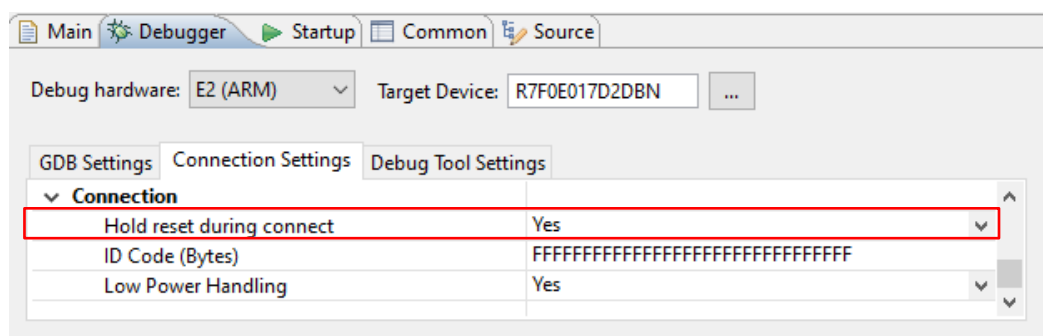 Main Debugger Startup Common Source
Debug hardware: E2 (ARM) Target Device: R7F0E017D2DBN ...
GDB Settings Connection Settings Debug Tool Settings
Connection
Hold reset during connect Yes
ID Code (Bytes) FFFFFFFFFFFFFFFFFFFFFFFFFFFFFFFF
Low Power Handling Yes